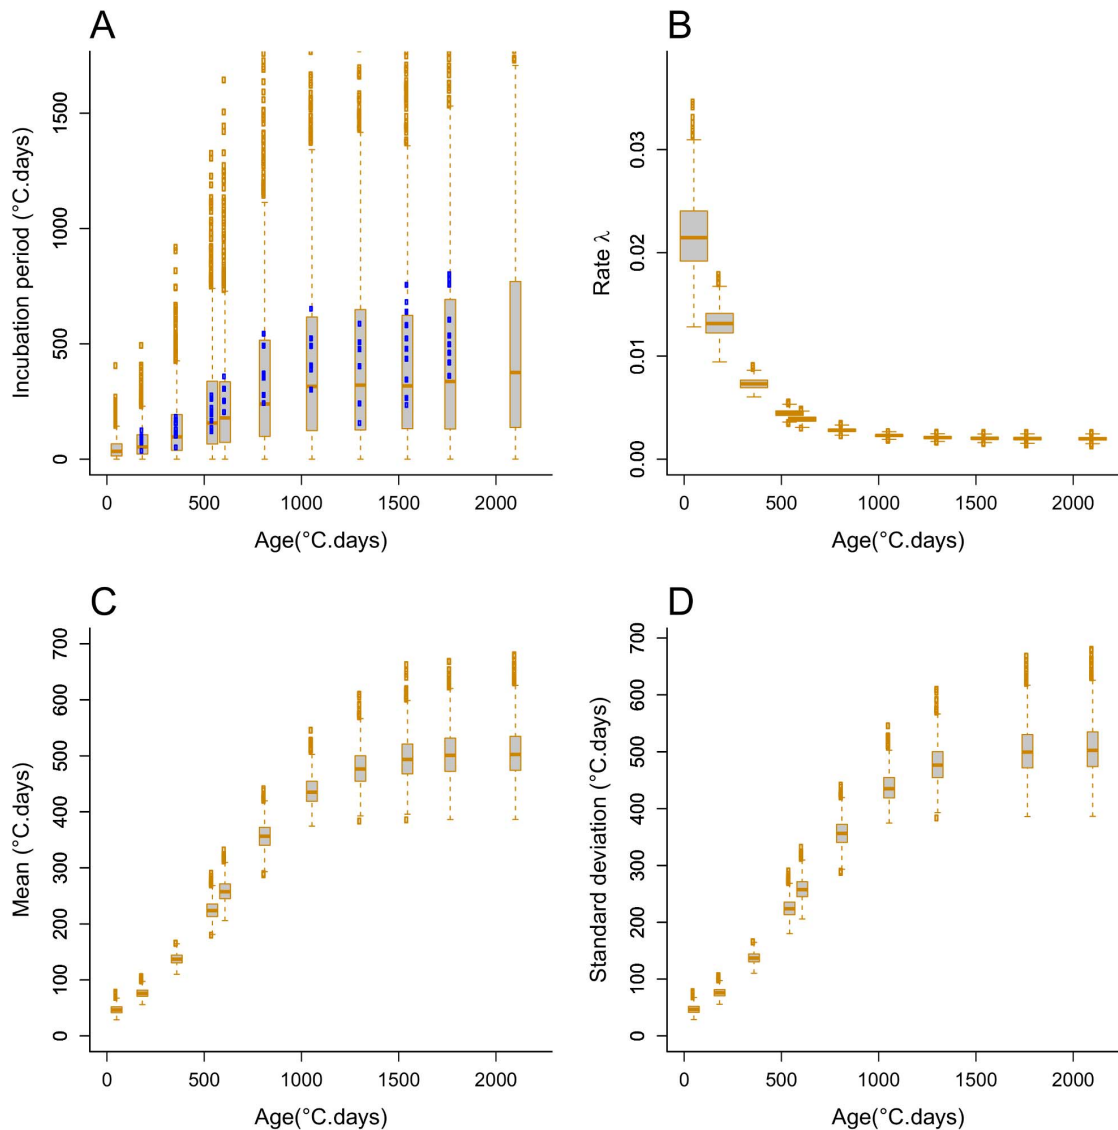 A
Incubation period (°C.days)
1500
1000
500
0
0 500 1000 1500 2000
Age(°C.days)
B
Rate λ
0.03
0.02
0.01
0.00
0 500 1000 1500 2000
Age(°C.days)
C
Mean (°C.days)
700
600
500
400
300
200
100
0
0 500 1000 1500 2000
Age(°C.days)
D
Standard deviation (°C.days)
700
600
500
400
300
200
100
0
0 500 1000 1500 2000
Age(°C.days)